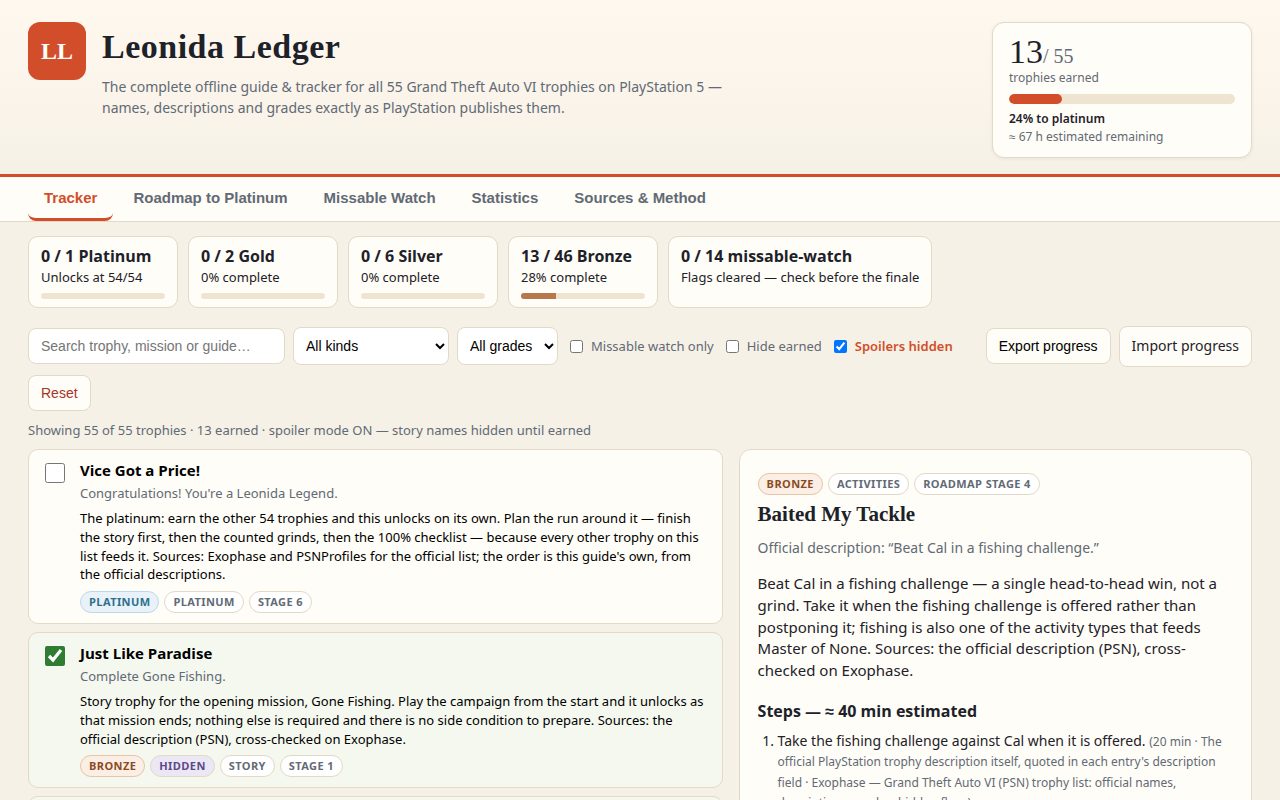 LL
Leonida Ledger
The complete offline guide & tracker for all 55 Grand Theft Auto VI trophies on PlayStation 5 —
names, descriptions and grades exactly as PlayStation publishes them.
13/ 55
trophies earned
24% to platinum
≈ 67 h estimated remaining
Tracker
Roadmap to Platinum
Missable Watch
Statistics
Sources & Method
0 / 1 Platinum
Unlocks at 54/54
0 / 2 Gold
0% complete
0 / 6 Silver
0% complete
13 / 46 Bronze
28% complete
0 / 14 missable-watch
Flags cleared — check before the finale
Search trophy, mission or guide…
All kinds
All grades
Missable watch only
Hide earned
Spoilers hidden
Export progress
Import progress
Reset
Showing 55 of 55 trophies · 13 earned · spoiler mode ON — story names hidden until earned
Vice Got a Price!
Congratulations! You're a Leonida Legend.
The platinum: earn the other 54 trophies and this unlocks on its own. Plan the run around it — finish
the story first, then the counted grinds, then the 100% checklist — because every other trophy on this
list feeds it. Sources: Exophase and PSNProfiles for the official list; the order is this guide's own, from
the official descriptions.
PLATINUM
PLATINUM
STAGE 6
Just Like Paradise
Complete Gone Fishing.
Story trophy for the opening mission, Gone Fishing. Play the campaign from the start and it unlocks as
that mission ends; nothing else is required and there is no side condition to prepare. Sources: the
official description (PSN), cross-checked on Exophase.
BRONZE
HIDDEN
STORY
STAGE 1
BRONZE
ACTIVITIES
ROADMAP STAGE 4
Baited My Tackle
Official description: “Beat Cal in a fishing challenge.”
Beat Cal in a fishing challenge — a single head-to-head win, not a
grind. Take it when the fishing challenge is offered rather than
postponing it; fishing is also one of the activity types that feeds
Master of None. Sources: the official description (PSN), cross-
checked on Exophase.
Steps — ≈ 40 min estimated
1. Take the fishing challenge against Cal when it is offered. (20 min · The
official PlayStation trophy description itself, quoted in each entry's description
field · Exophase — Grand Theft Auto VI (PSN) trophy list: official names,